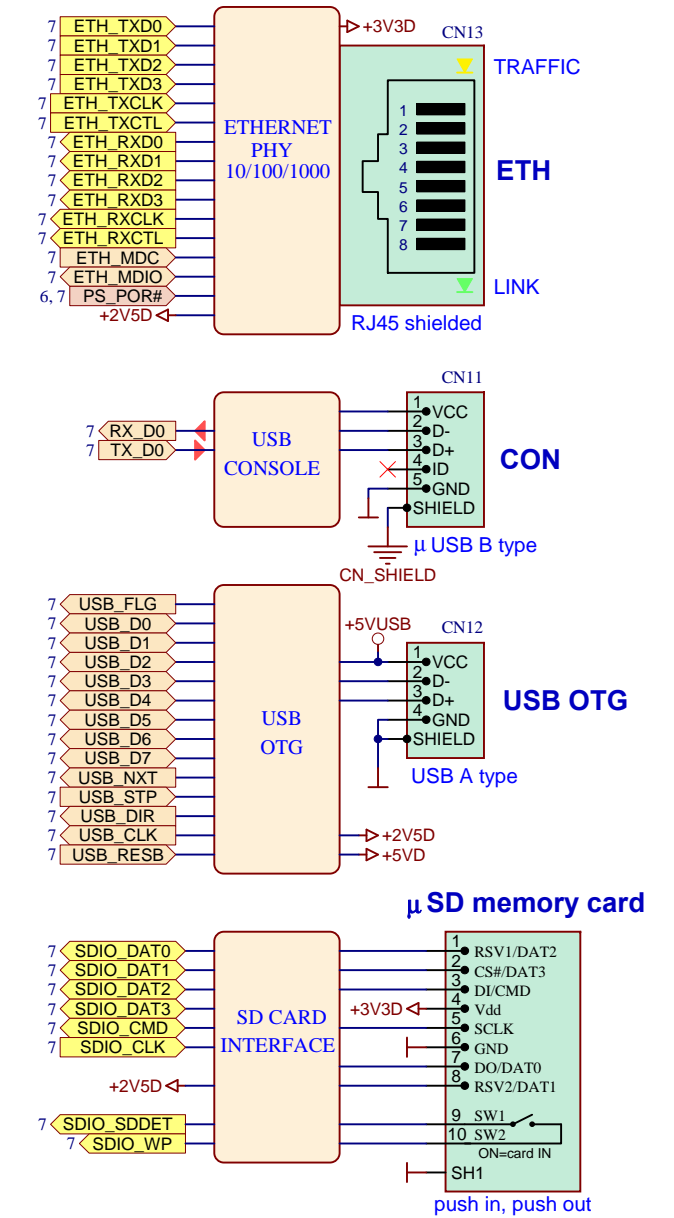 7 ETH_TXD0
7 ETH_TXD1
7 ETH_TXD2
7 ETH_TXD3
7 ETH_TXCLK
7 ETH_TXCTL
7 ETH_RXD0
7 ETH_RXD1
7 ETH_RXD2
7 ETH_RXD3
7 ETH_RXCLK
7 ETH_RXCTL
7 ETH_MDC
7 ETH_MDIO
6, 7 PS_POR#
+2V5D
ETHERNET
PHY
10/100/1000
+3V3D
CN13
TRAFFIC
1
2
3
4
5
6
7
8
ETH
LINK
RJ45 shielded
7 RX_D0
7 TX_D0
USB
CONSOLE
CN11
1 VCC
2 D-
3 D+
4 ID
5 GND
SHIELD
CON
µ USB B type
CN_SHIELD
7 USB_FLG
7 USB_D0
7 USB_D1
7 USB_D2
7 USB_D3
7 USB_D4
7 USB_D5
7 USB_D6
7 USB_D7
7 USB_NXT
7 USB_STP
7 USB_DIR
7 USB_CLK
7 USB_RESB
USB
OTG
+5VUSB
CN12
1 VCC
2 D-
3 D+
4 GND
SHIELD
USB OTG
USB A type
+2V5D
+5VD
µ SD memory card
7 SDIO_DAT0
7 SDIO_DAT1
7 SDIO_DAT2
7 SDIO_DAT3
7 SDIO_CMD
7 SDIO_CLK
+2V5D
7 SDIO_SDDET
7 SDIO_WP
SD CARD
INTERFACE
+3V3D
1 RSV1/DAT2
2 CS#/DAT3
3 DI/CMD
4 Vdd
5 SCLK
6 GND
7 DO/DAT0
8 RSV2/DAT1
9 SW1
10 SW2
ON=card IN
SH1
push in, push out